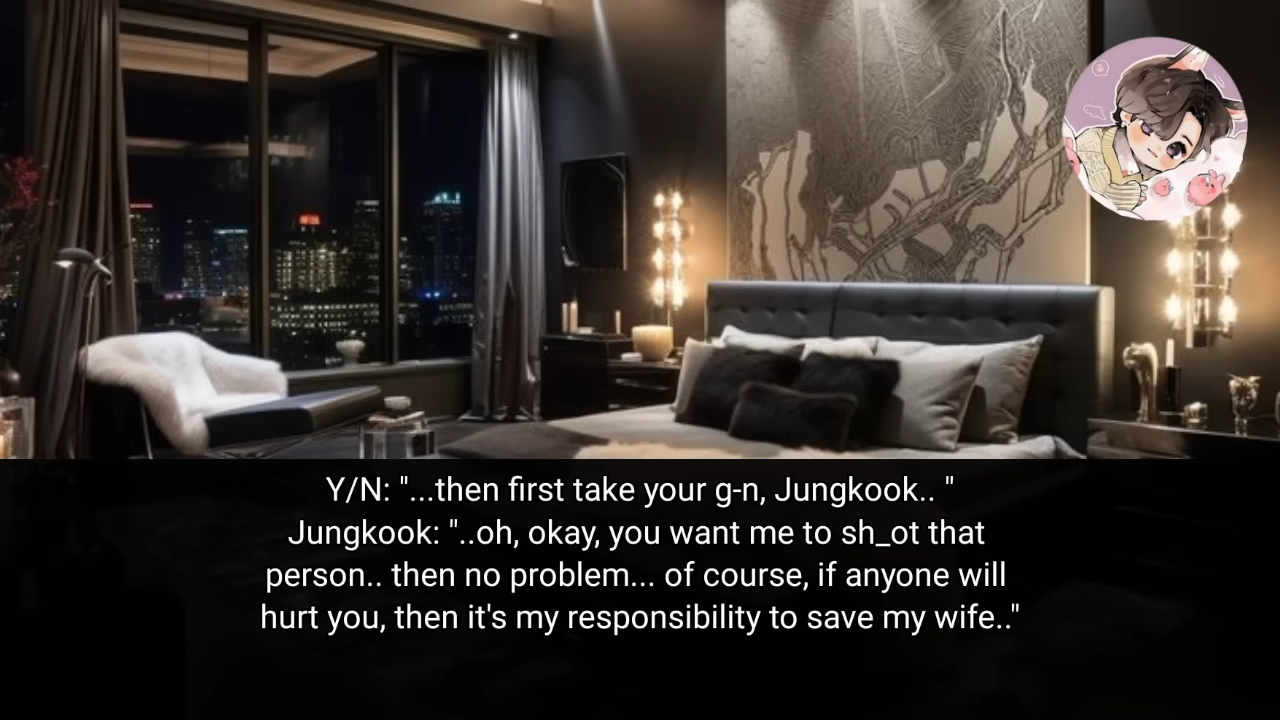 Y/N: "...then first take your g-n, Jungkook.. "
Jungkook: "..oh, okay, you want me to sh_ot that
person.. then no problem... of course, if anyone will
hurt you, then it's my responsibility to save my wife.."